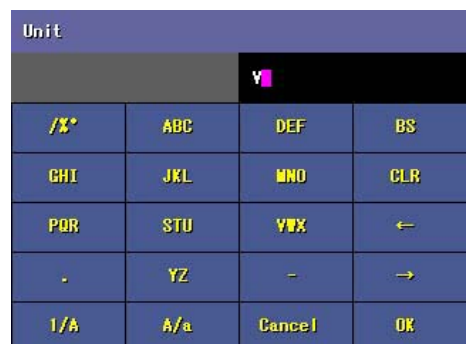 Unit
V
/%° ABC DEF BS
GHI JKL MNO CLR
PQR STU VWX ←
. YZ - →
1/A A/a Cancel OK